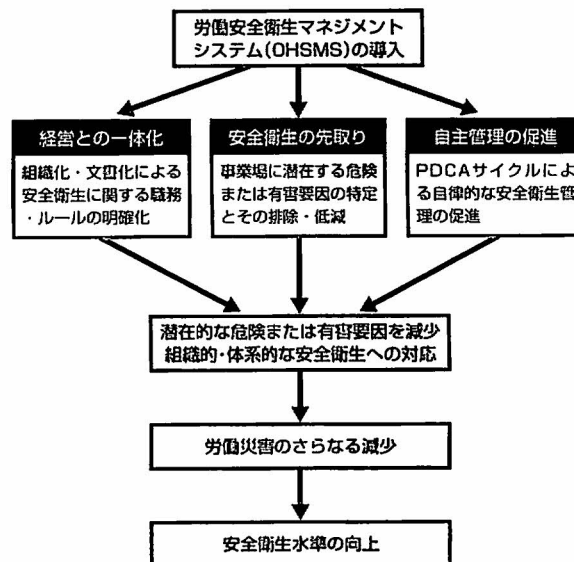 労働安全衛生マネジメント
システム(OHSMS)の導入
経営との一体化
組織化・文書化による
安全衛生に関する職務
・ルールの明確化
安全衛生の先取り
事業場に潜在する危険
または有害要因の特定
とその排除・低減
自主管理の促進
PDCAサイクルによ
る自律的な安全衛生管
理の促進
潜在的な危険または有害要因を減少
組織的・体系的な安全衛生への対応
労働災害のさらなる減少
安全衛生水準の向上